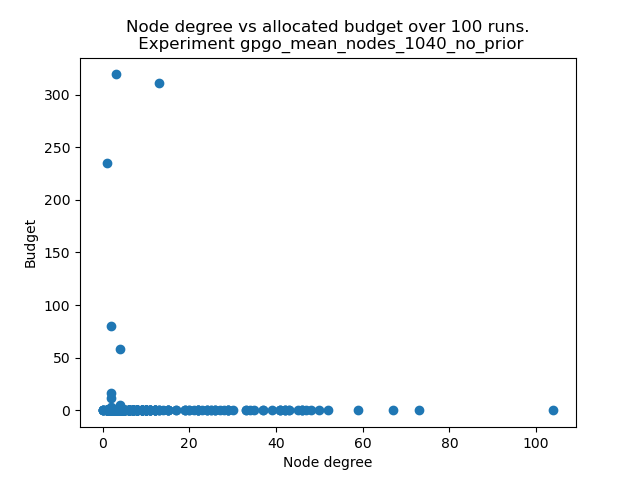 Node degree vs allocated budget over 100 runs.
Experiment gpgo_mean_nodes_1040_no_prior
300
250
200
150
100
50
0
Budget
0 20 40 60 80 100
Node degree